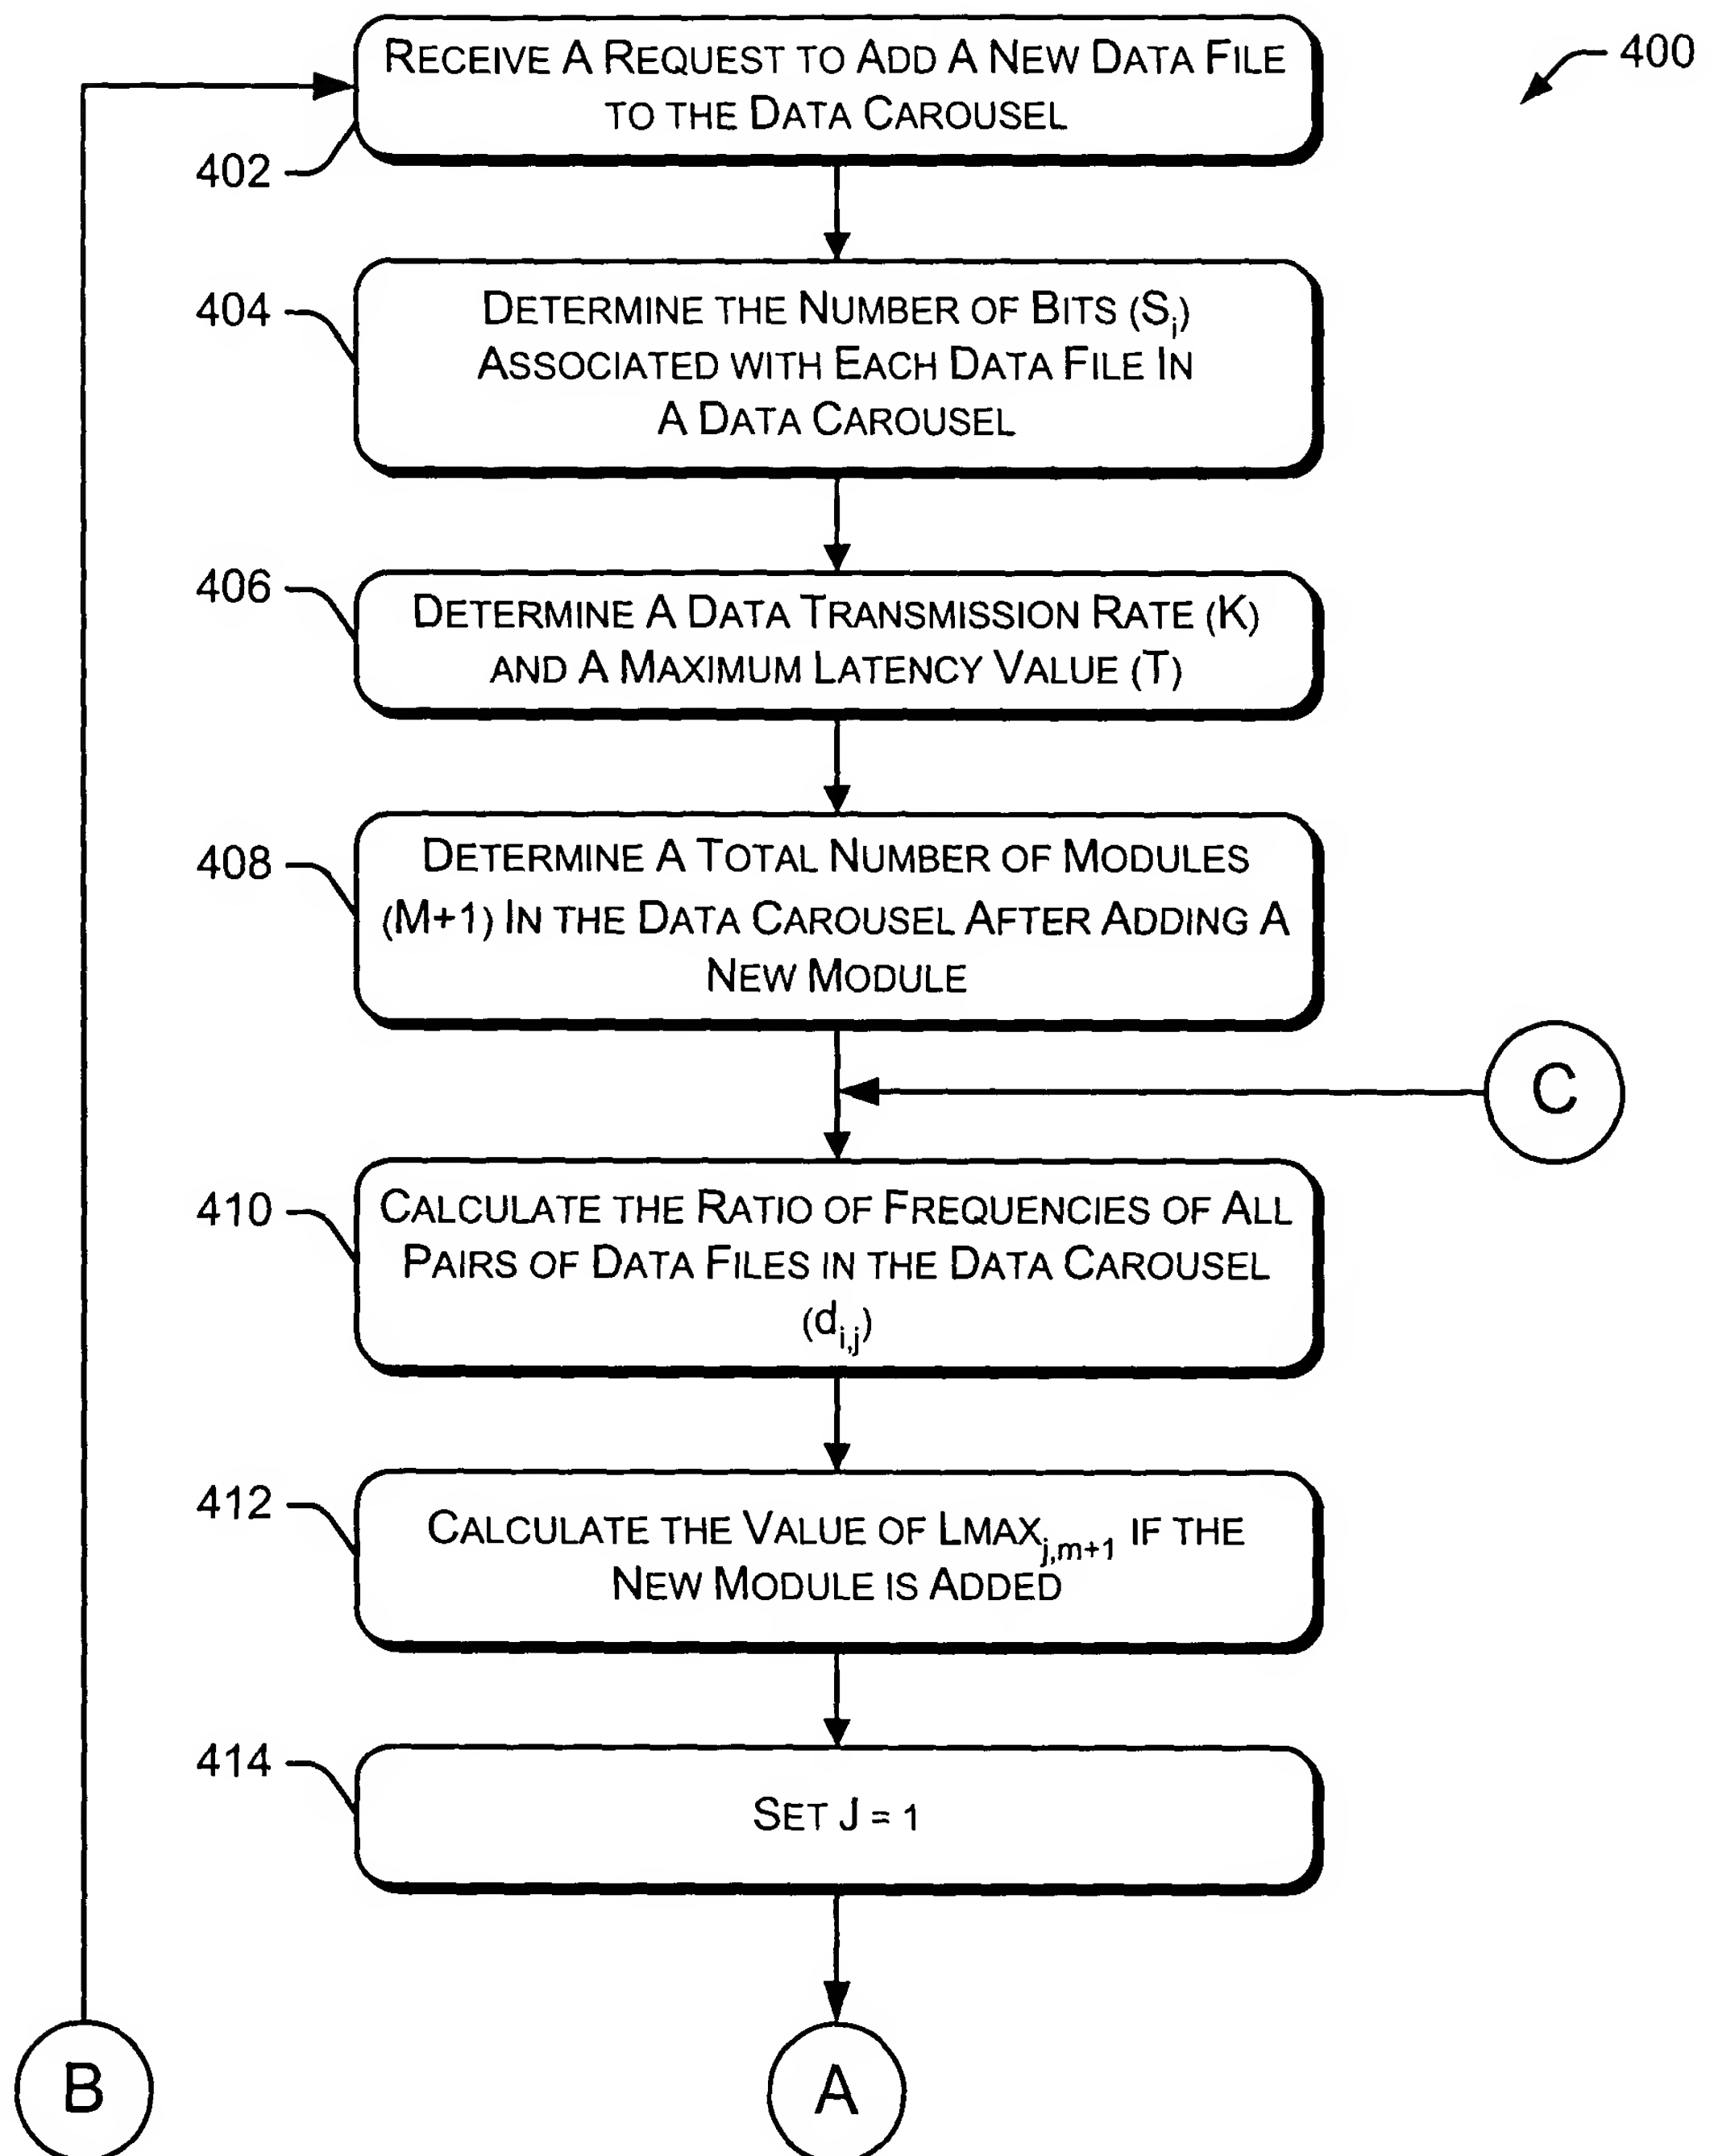 RECEIVE A REQUEST TO ADD A NEW DATA FILE
TO THE DATA CAROUSEL
400
402
404
DETERMINE THE NUMBER OF BITS (Si)
ASSOCIATED WITH EACH DATA FILE IN
A DATA CAROUSEL
406
DETERMINE A DATA TRANSMISSION RATE (K)
AND A MAXIMUM LATENCY VALUE (T)
408
DETERMINE A TOTAL NUMBER OF MODULES
(M+1) IN THE DATA CAROUSEL AFTER ADDING A
NEW MODULE
C
410
CALCULATE THE RATIO OF FREQUENCIES OF ALL
PAIRS OF DATA FILES IN THE DATA CAROUSEL
(di,j)
412
CALCULATE THE VALUE OF LMAXj,m+1 IF THE
NEW MODULE IS ADDED
414
SET J = 1
B
A